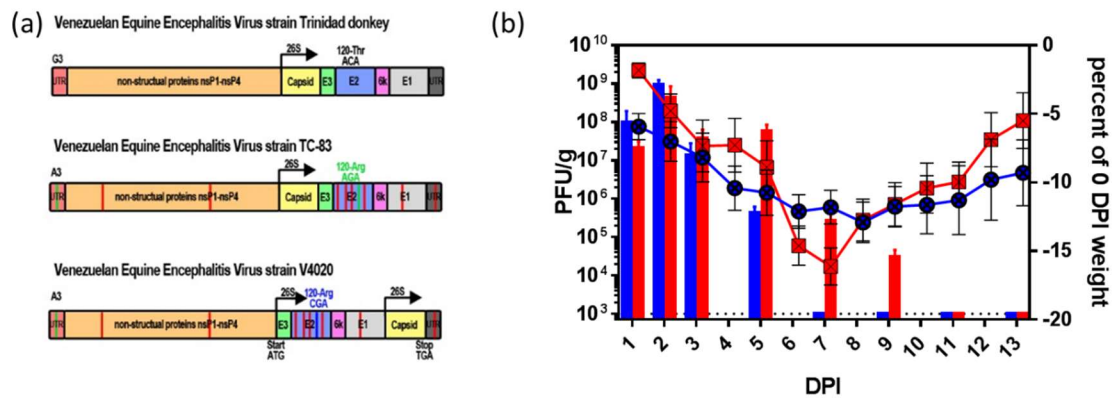 (a)
Venezuelan Equine Encephalitis Virus strain Trinidad donkey
G3
26S
120-Thr
ACA
UTR non-structual proteins nsP1-nsP4 Capsid E3 E2 6k E1 UTR
Venezuelan Equine Encephalitis Virus strain TC-83
A3
26S
120-Arg
AGA
UTR non-structual proteins nsP1-nsP4 Capsid E3 E2 6k E1 UTR
Venezuelan Equine Encephalitis Virus strain V4020
A3
26S
120-Arg
CGA
26S
UTR non-structual proteins nsP1-nsP4 E3 E2 6k E1 Capsid UTR
Start
ATG
Stop
TGA
(b)
PFU/g
10^10
10^9
10^8
10^7
10^6
10^5
10^4
10^3
1 2 3 4 5 6 7 8 9 10 11 12 13
DPI
0
-5
-10
-15
-20
percent of 0 DPI weight